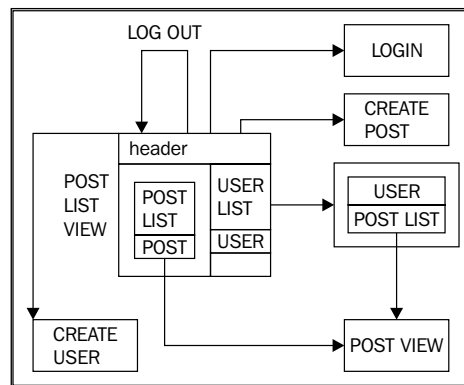 LOG OUT
LOGIN
CREATE
POST
header
POST
LIST
VIEW
POST
LIST
POST
USER
LIST
USER
USER
POST LIST
CREATE
USER
POST VIEW